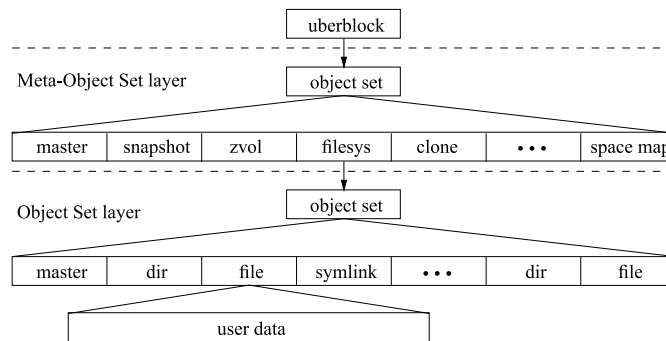 uberblock
Meta-Object Set layer
object set
master snapshot zvol filesys clone ••• space map
object set
Object Set layer
master dir file symlink ••• dir file
user data